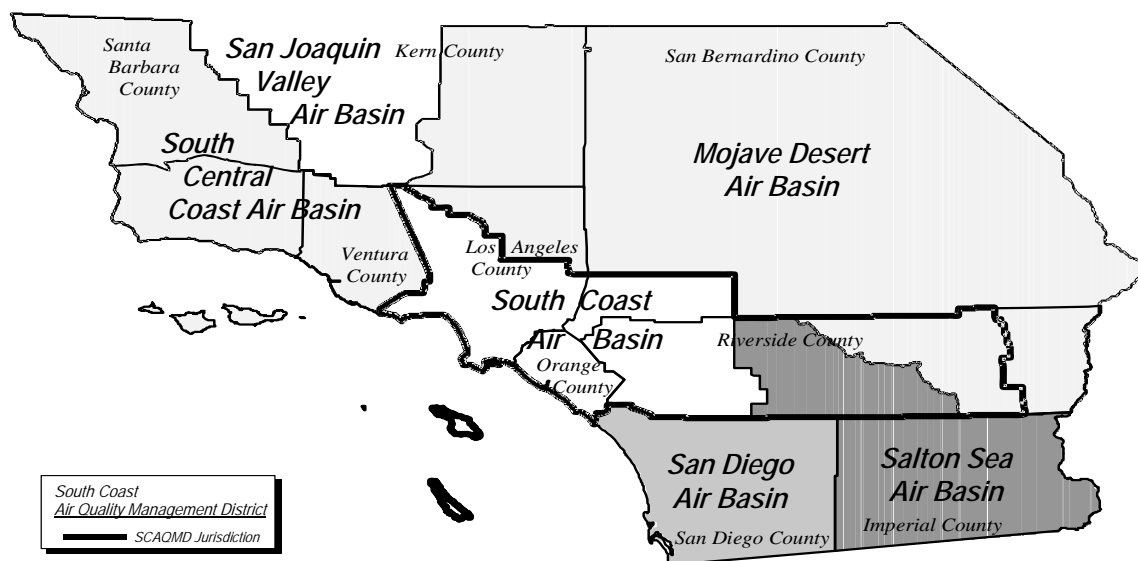 Santa
Barbara
County
San Joaquin
Valley
Air Basin
Kern County
San Bernardino County
South
Central
Coast Air Basin
Mojave Desert
Air Basin
Ventura
County
Los Angeles
County
South Coast
Air Basin
Riverside County
Orange
County
San Diego
Air Basin
San Diego County
Salton Sea
Air Basin
Imperial County
South Coast
Air Quality Management District
SCAQMD Jurisdiction